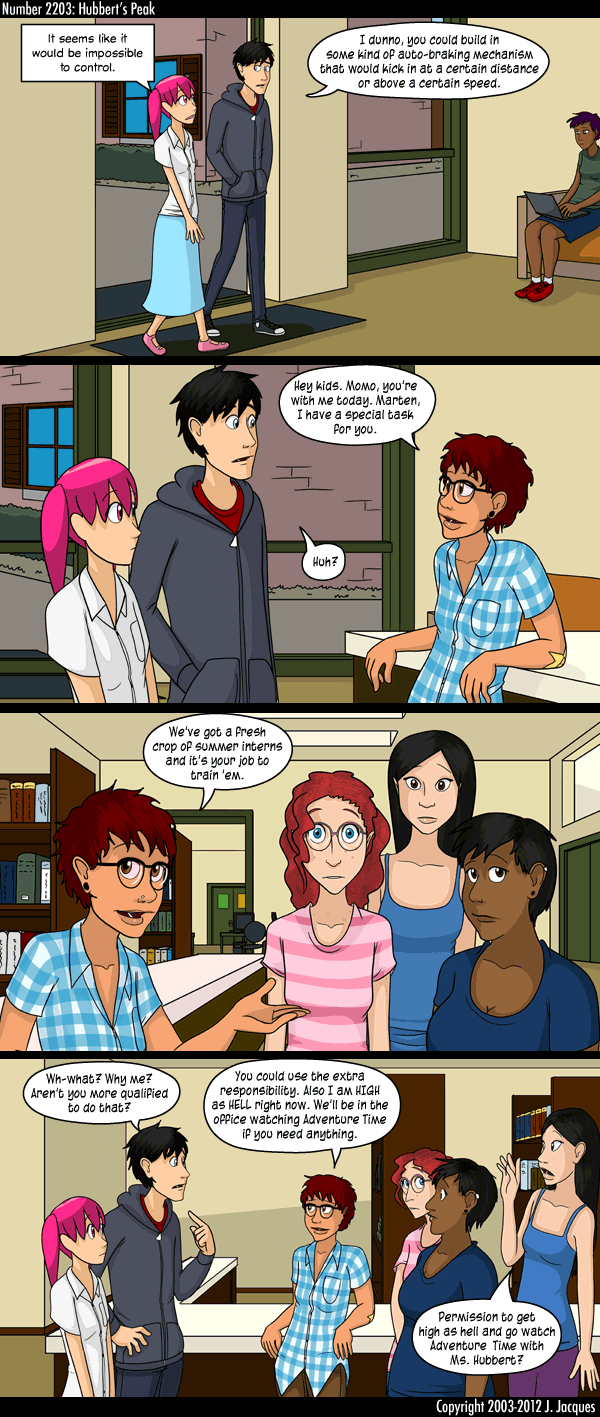 Number 2203: Hubbert's Peak
It seems like it
would be impossible
to control.
I dunno, you could build in
some kind of auto-braking mechanism
that would kick in at a certain distance
or above a certain speed.
Hey kids. Momo, you're
with me today. Marten,
I have a special task
for you.
Huh?
We've got a fresh
crop of summer interns
and it's your job to
train 'em.
Wh-what? Why me?
Aren't you more qualified
to do that?
You could use the extra
responsibility. Also I am HIGH
as HELL right now. We'll be in the
office watching Adventure Time
if you need anything.
Permission to get
high as hell and go watch
Adventure Time with
Ms. Hubbert?
Copyright 2003-2012 J. Jacques